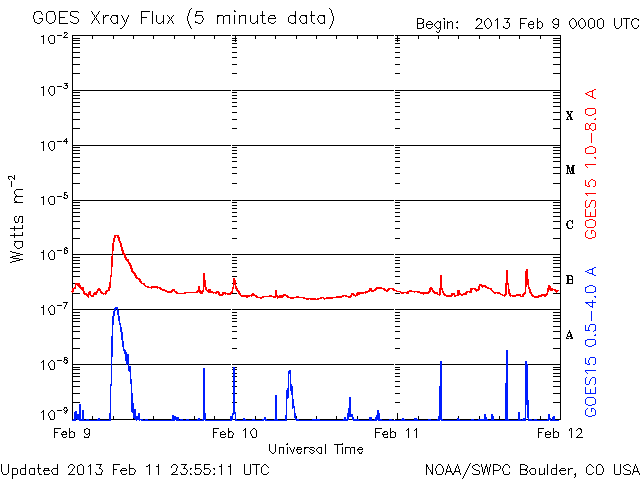 GOES Xray Flux (5 minute data)
Begin: 2013 Feb 9 0000 UTC
10⁻²
10⁻³
10⁻⁴
10⁻⁵
10⁻⁶
10⁻⁷
10⁻⁸
10⁻⁹
Watts m⁻²
X
M
C
B
A
GOES15 1.0–8.0 A
GOES15 0.5–4.0 A
Feb 9
Feb 10
Feb 11
Feb 12
Universal Time
Updated 2013 Feb 11 23:55:11 UTC
NOAA/SWPC Boulder, CO USA